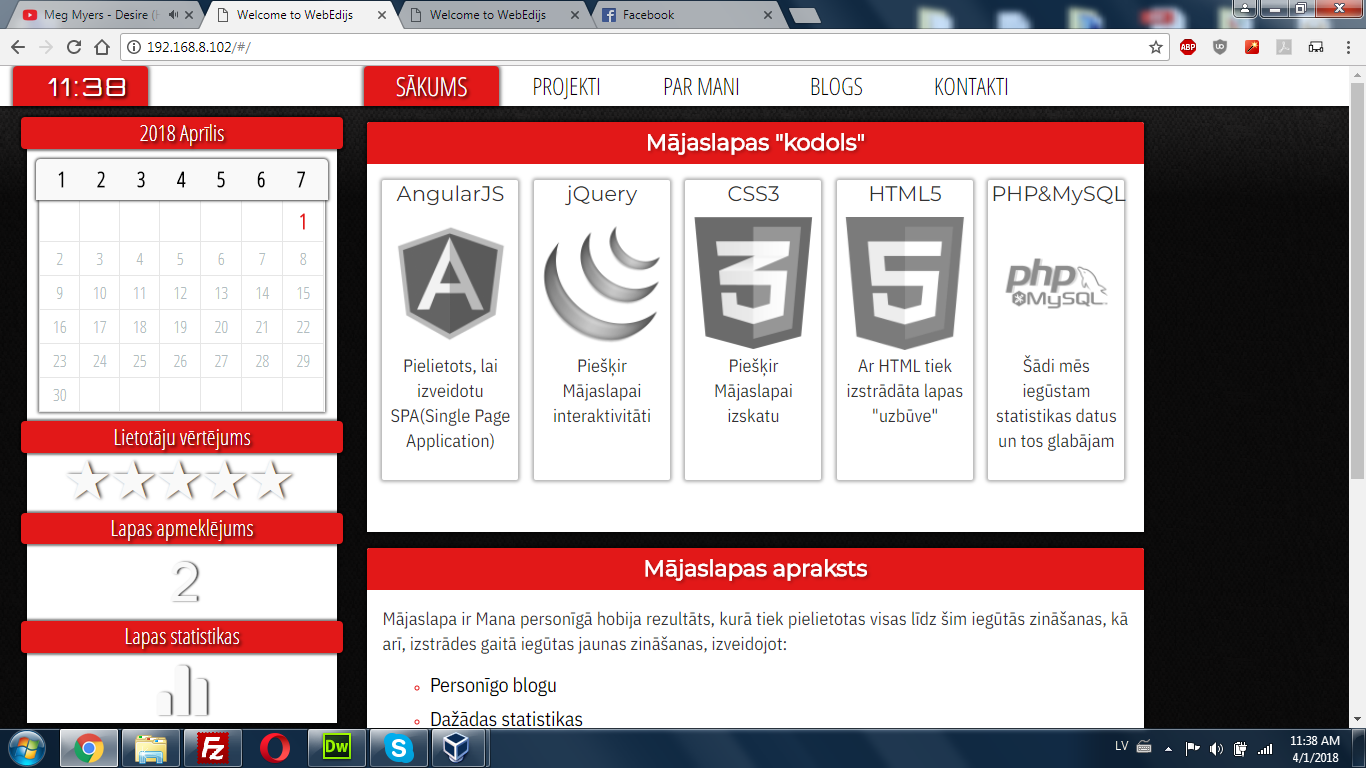 Meg Myers - Desire (
Welcome to WebEdijs
Welcome to WebEdijs
Facebook
192.168.8.102/#/
ABP
UD
11:38
SĀKUMS
PROJEKTI
PAR MANI
BLOGS
KONTAKTI
2018 Aprīlis
1 2 3 4 5 6 7
1
2 3 4 5 6 7 8
9 10 11 12 13 14 15
16 17 18 19 20 21 22
23 24 25 26 27 28 29
30
Lietotāju vērtējums
Lapas apmeklējums
2
Lapas statistikas
Mājaslapas "kodols"
AngularJS
Pielietots, lai
izveidotu
SPA(Single Page
Application)
jQuery
Piešķir
Mājaslapai
interaktivitāti
CSS3
3
Piešķir
Mājaslapai
izskatu
HTML5
5
Ar HTML tiek
izstrādāta lapas
"uzbūve"
PHP&MySQL
php
MySQL
Šādi mēs
iegūstam
statistikas datus
un tos glabājam
Mājaslapas apraksts
Mājaslapa ir Mana personīgā hobija rezultāts, kurā tiek pielietotas visas līdz šim iegūtās zināšanas, kā
arī, izstrādes gaitā iegūtas jaunas zināšanas, izveidojot:
Personīgo blogu
Dažādas statistikas
Fz
Dw
S
LV
11:38 AM
4/1/2018